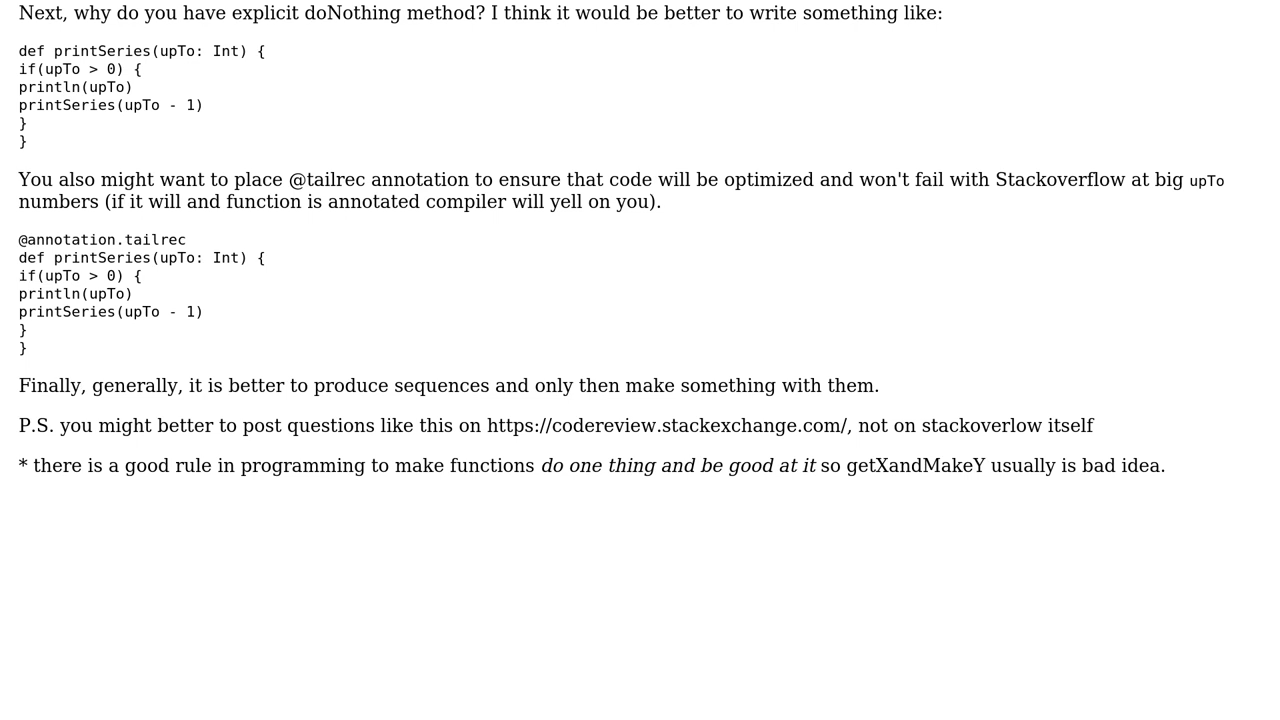 Next, why do you have explicit doNothing method? I think it would be better to write something like:
def printSeries(upTo: Int) {
if(upTo > 0) {
println(upTo)
printSeries(upTo - 1)
}
}
You also might want to place @tailrec annotation to ensure that code will be optimized and won't fail with Stackoverflow at big upTo
numbers (if it will and function is annotated compiler will yell on you).
@annotation.tailrec
def printSeries(upTo: Int) {
if(upTo > 0) {
println(upTo)
printSeries(upTo - 1)
}
}
Finally, generally, it is better to produce sequences and only then make something with them.
P.S. you might better to post questions like this on https://codereview.stackexchange.com/, not on stackoverlow itself
* there is a good rule in programming to make functions do one thing and be good at it so getXandMakeY usually is bad idea.